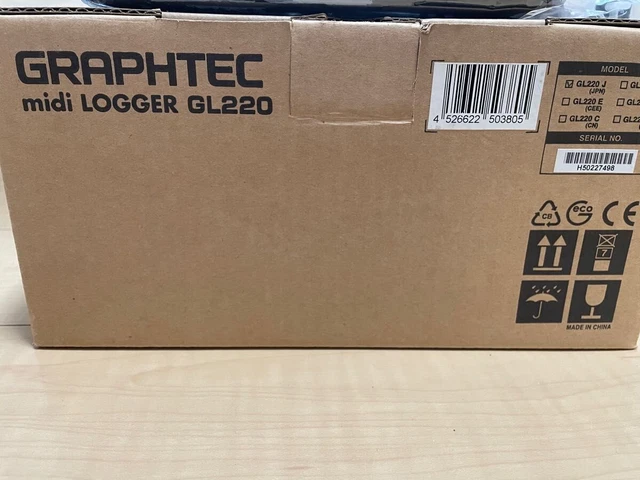 GRAPHTEC
midi LOGGER GL220
4 526622 503805
MODEL
GL220 J
(JPN)
GL220 E
(CEE)
GL220 C
(CN)
SERIAL NO.
H50227498
CB
eco
CE
7
MADE IN CHINA